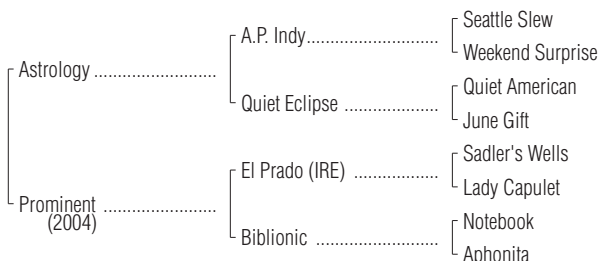 Seattle Slew
A.P. Indy
Weekend Surprise
Astrology
Quiet American
Quiet Eclipse
June Gift
Sadler's Wells
El Prado (IRE)
Lady Capulet
Prominent
(2004)
Notebook
Biblionic
Aphonita